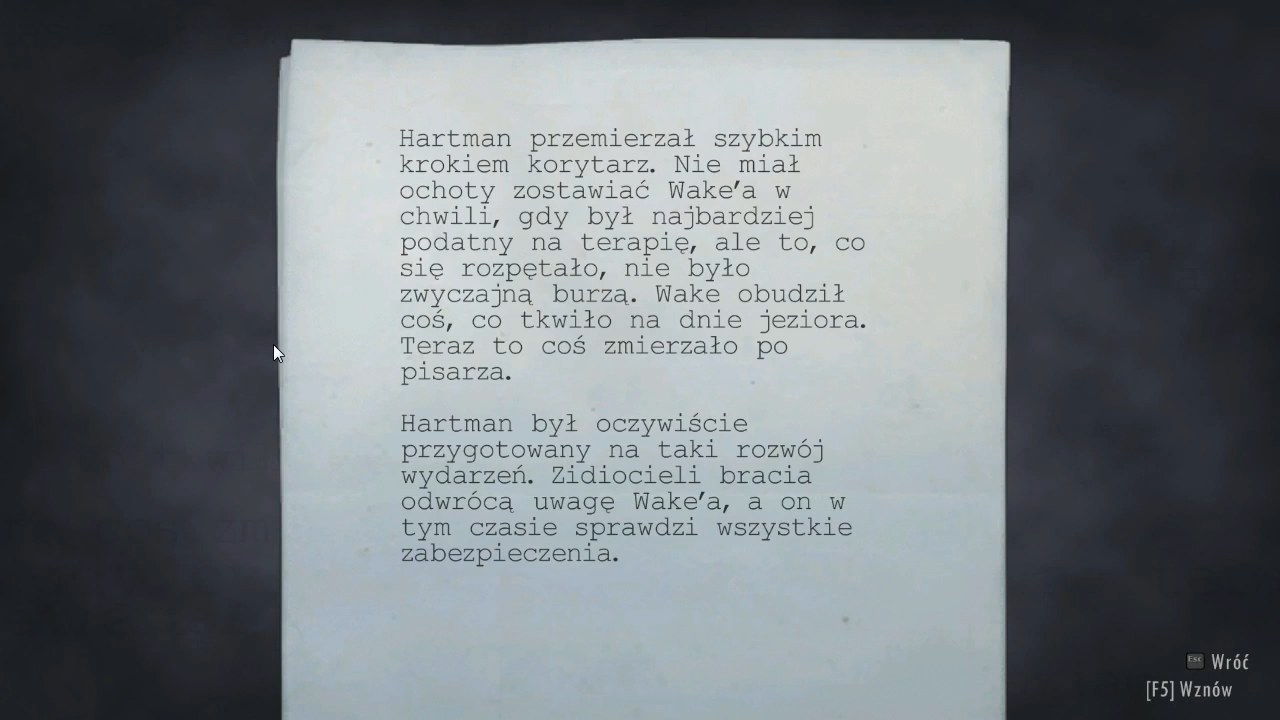 Hartman przemierzał szybkim
krokiem korytarz. Nie miał
ochoty zostawiać Wake'a w
chwili, gdy był najbardziej
podatny na terapię, ale to, co
się rozpętało, nie było
zwyczajną burzą. Wake obudził
coś, co tkwiło na dnie jeziora.
Teraz to coś zmierzało po
pisarza.

Hartman był oczywiście
przygotowany na taki rozwój
wydarzeń. Zidiocieli bracia
odwrócą uwagę Wake'a, a on w
tym czasie sprawdzi wszystkie
zabezpieczenia.
Esc Wróć
[F5] Wznów